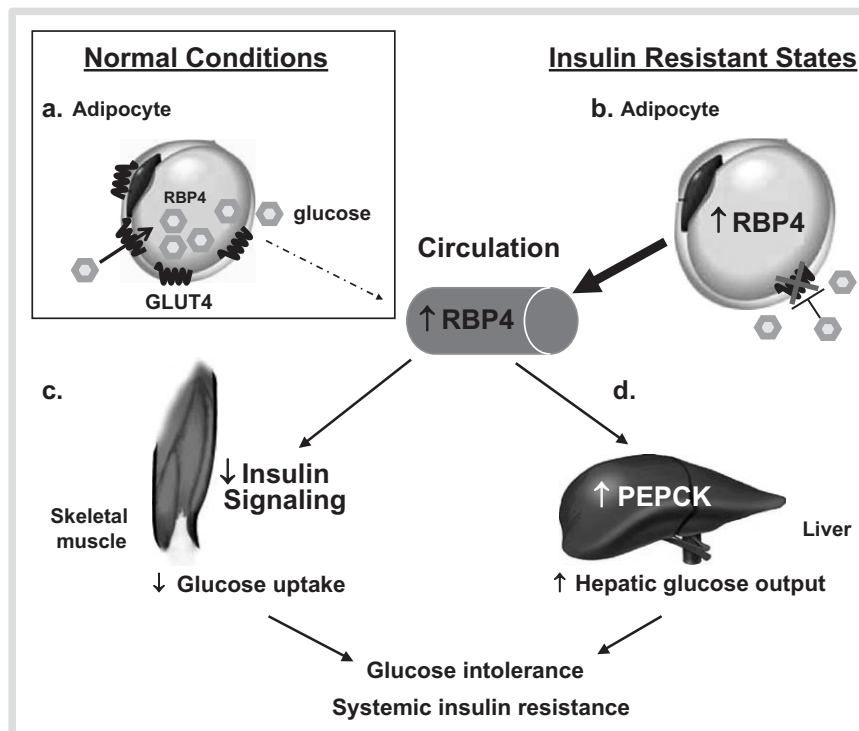 Normal Conditions
Insulin Resistant States
a. Adipocyte
b. Adipocyte
RBP4
glucose
GLUT4
↑ RBP4
Circulation
↑ RBP4
c.
d.
↓ Insulin
Signaling
↑ PEPCK
Skeletal
muscle
Liver
↓ Glucose uptake
↑ Hepatic glucose output
Glucose intolerance
Systemic insulin resistance